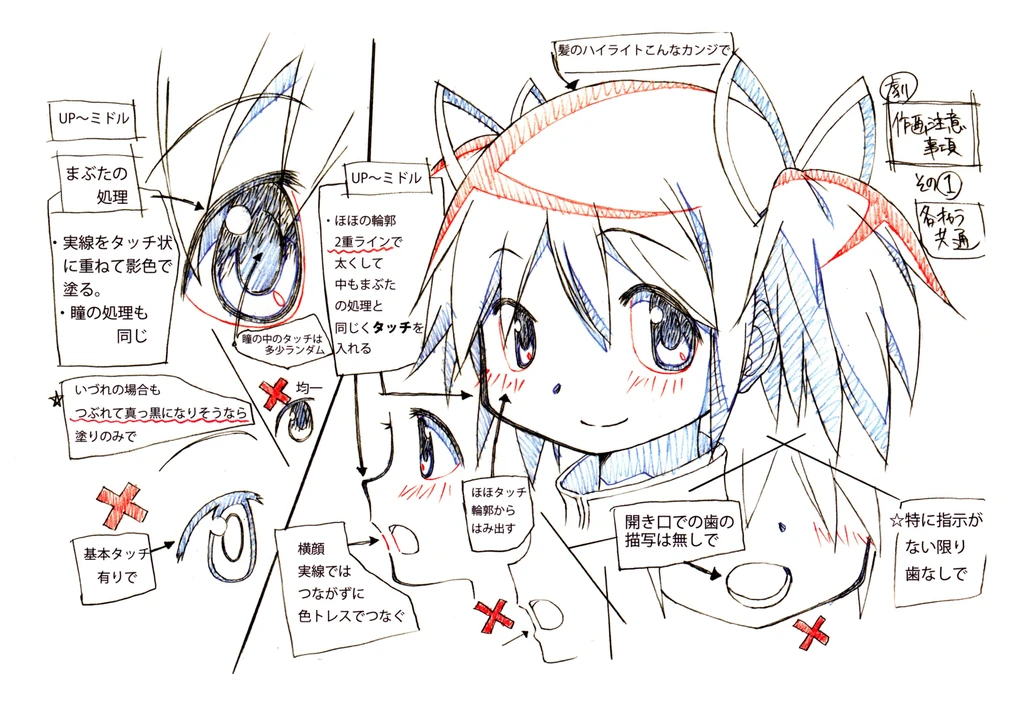 髪のハイライトこんなカンジで
劇
作画注意
事項
その①
各キャラ
共通
UP～ミドル
まぶたの
処理
・実線をタッチ状
に重ねて影色で
塗る。
・瞳の処理も
同じ
瞳の中のタッチは
多少ランダム
UP～ミドル
・ほほの輪郭
2重ラインで
太くして
中もまぶた
の処理と
同じくタッチを
入れる
☆
いづれの場合も
つぶれて真っ黒になりそうなら
塗りのみで
均一
基本タッチ
有りで
横顔
実線では
つながずに
色トレスでつなぐ
ほほタッチ
輪郭から
はみ出す
開き口での歯の
描写は無しで
☆特に指示が
ない限り
歯なしで